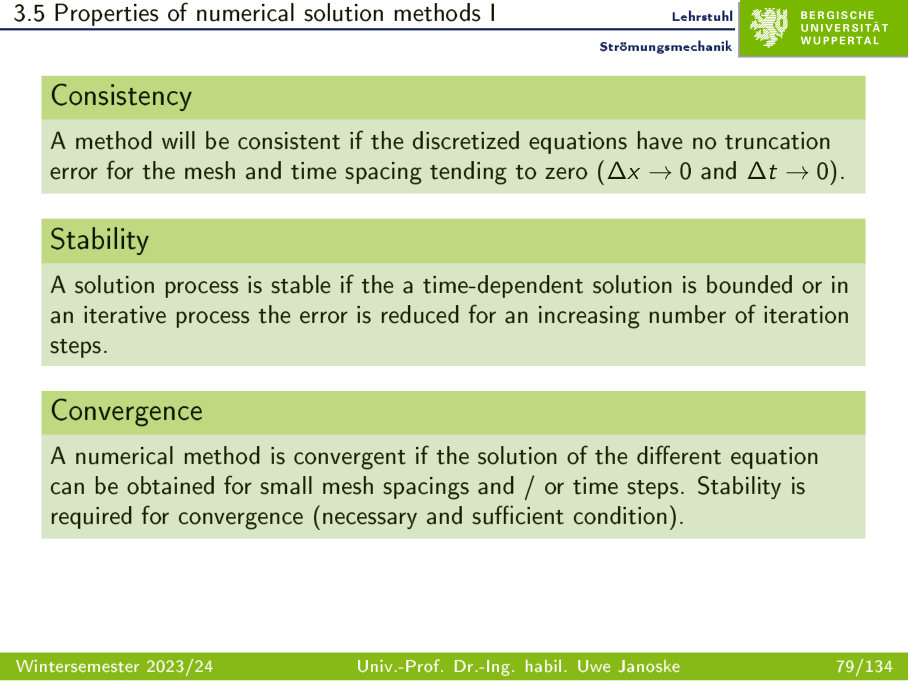 3.5 Properties of numerical solution methods I
Lehrstuhl
Strömungsmechanik
BERGISCHE
UNIVERSITÄT
WUPPERTAL
Consistency
A method will be consistent if the discretized equations have no truncation
error for the mesh and time spacing tending to zero (Δx → 0 and Δt → 0).
Stability
A solution process is stable if the a time-dependent solution is bounded or in
an iterative process the error is reduced for an increasing number of iteration
steps.
Convergence
A numerical method is convergent if the solution of the different equation
can be obtained for small mesh spacings and / or time steps. Stability is
required for convergence (necessary and sufficient condition).
Wintersemester 2023/24
Univ.-Prof. Dr.-Ing. habil. Uwe Janoske
79/134